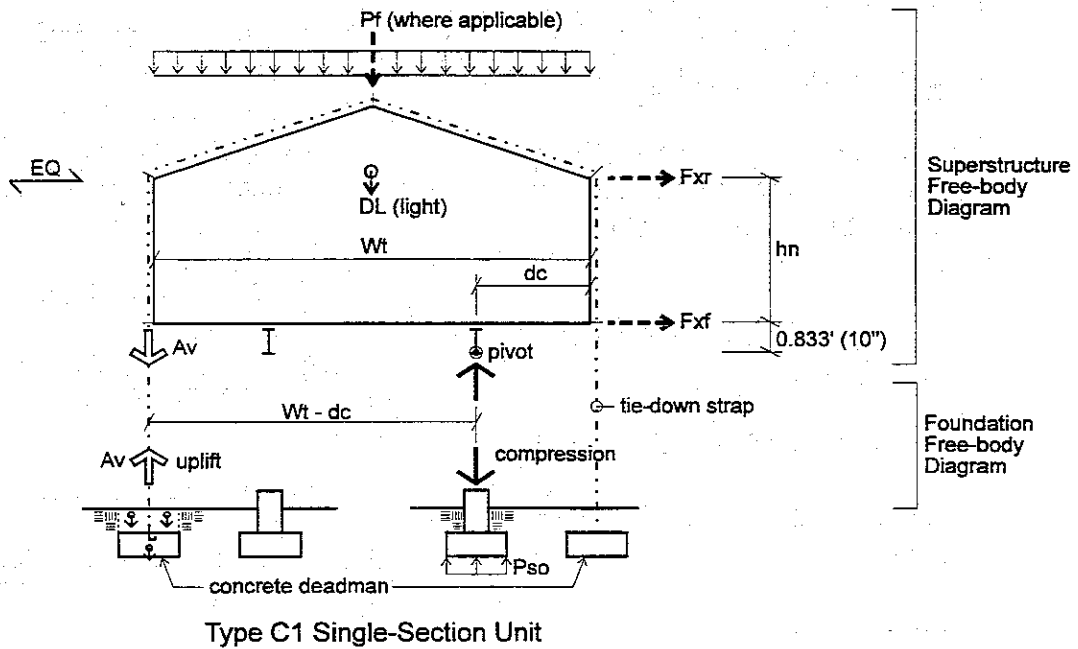 Pf (where applicable)
EQ
Fxr
DL (light)
Wt
hn
dc
Fxf
0.833' (10")
Av
pivot
Superstructure
Free-body
Diagram
Wt - dc
tie-down strap
Av
uplift
compression
Foundation
Free-body
Diagram
Pso
concrete deadman
Type C1 Single-Section Unit